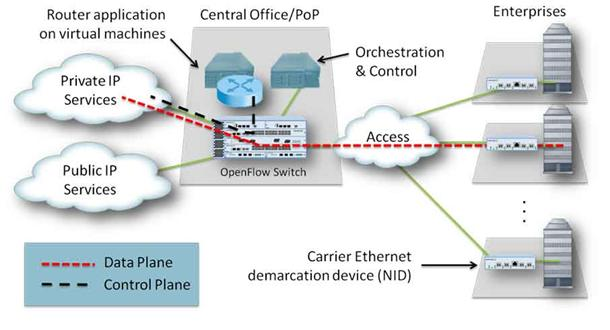 Router application
on virtual machines
Central Office/PoP
Enterprises
Orchestration
& Control
Private IP
Services
Access
OpenFlow Switch
Public IP
Services
Data Plane
Control Plane
Carrier Ethernet
demarcation device (NID)